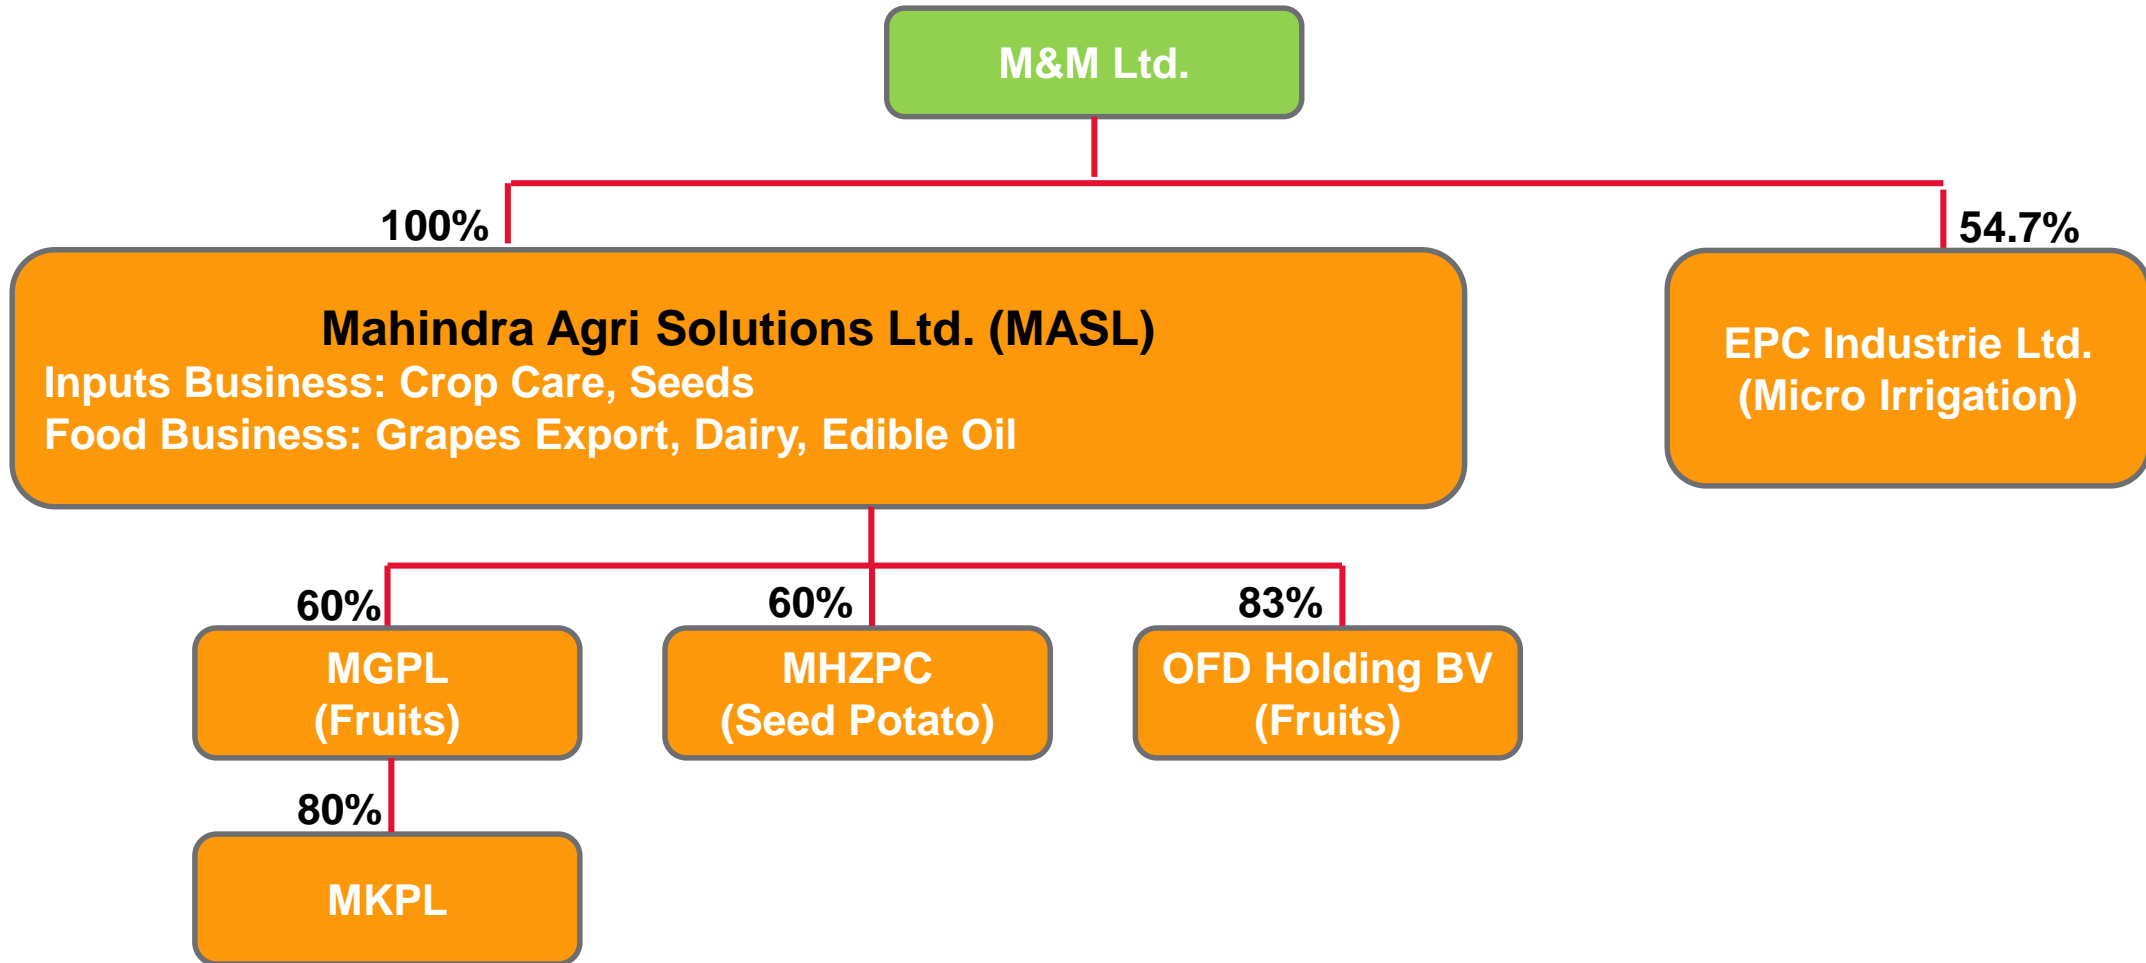 M&M Ltd.
100%
54.7%
Mahindra Agri Solutions Ltd. (MASL)
Inputs Business: Crop Care, Seeds
Food Business: Grapes Export, Dairy, Edible Oil
EPC Industrie Ltd.
(Micro Irrigation)
60%
60%
83%
MGPL
(Fruits)
MHZPC
(Seed Potato)
OFD Holding BV
(Fruits)
80%
MKPL